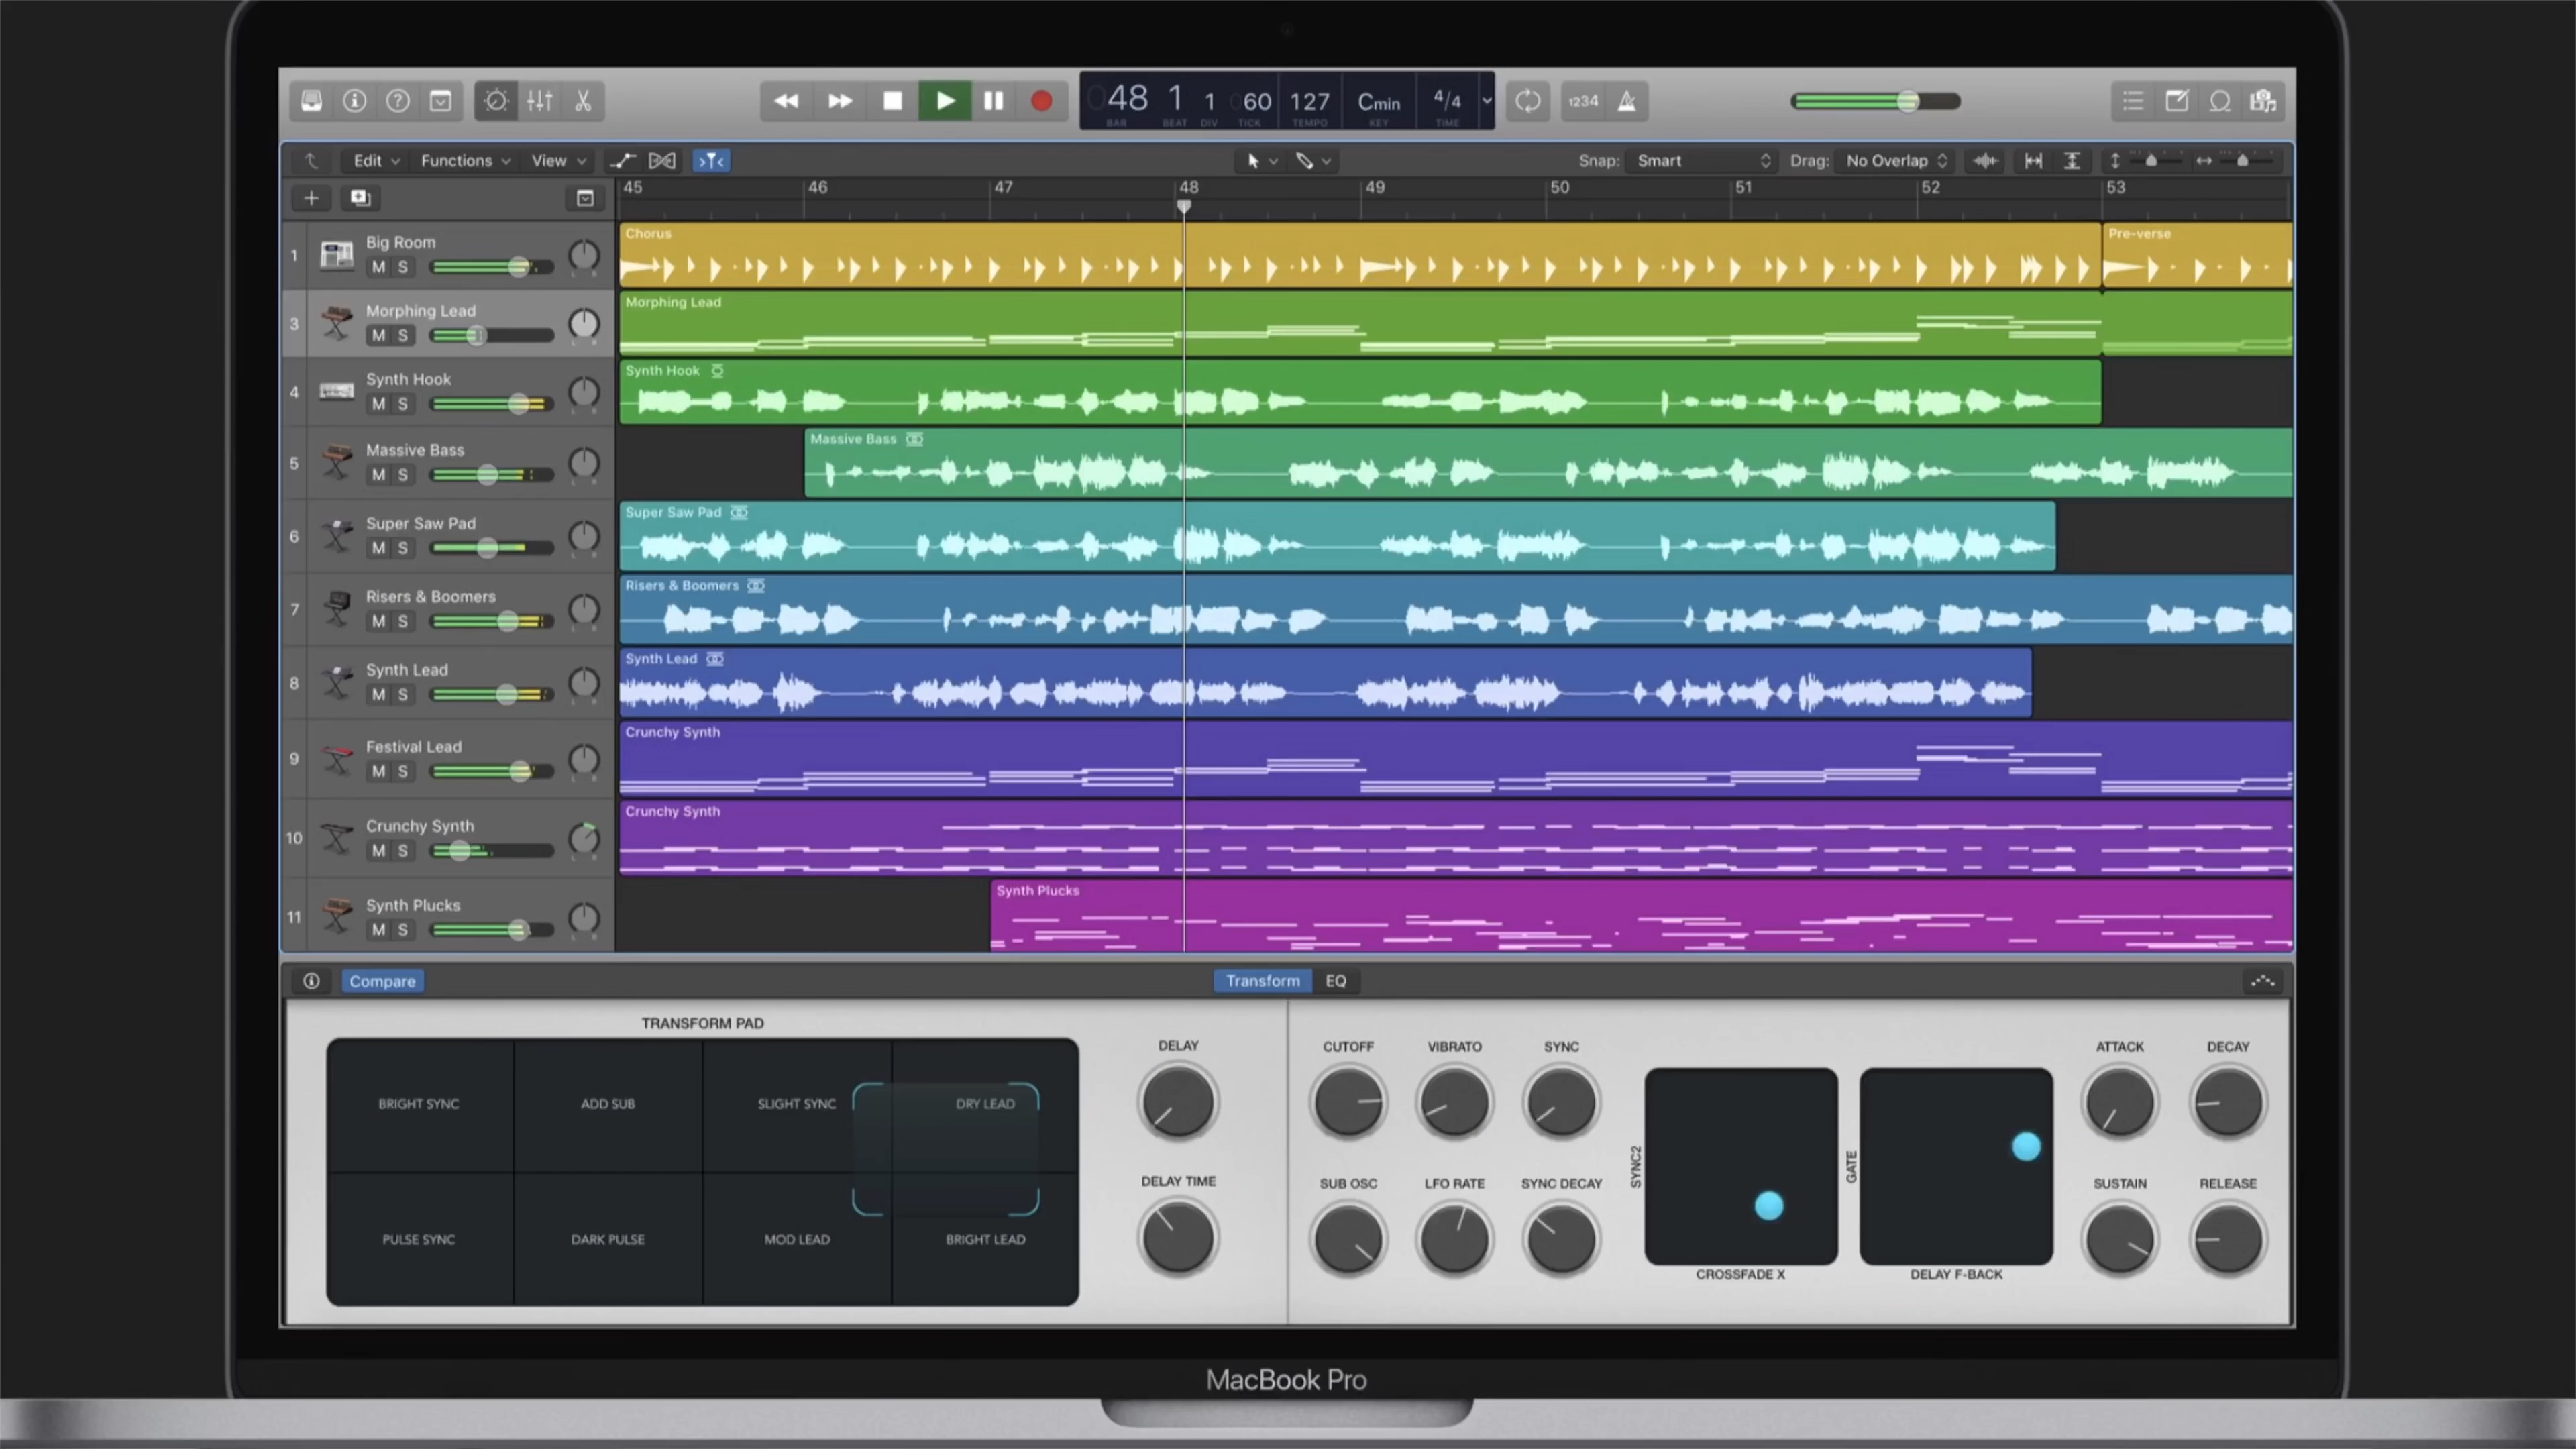 1234
48 1 1 60 127 Cmin 4/4
BAR BEAT DIV TICK TEMPO KEY TIME
Edit Functions View Snap: Smart Drag: No Overlap
45 46 47 48 49 50 51 52 53
1 Big Room
M S
Chorus
Pre-verse
3 Morphing Lead
M S
Morphing Lead
4 Synth Hook
M S
Synth Hook
5 Massive Bass
M S
Massive Bass
6 Super Saw Pad
M S
Super Saw Pad
7 Risers & Boomers
M S
Risers & Boomers
8 Synth Lead
M S
Synth Lead
9 Festival Lead
M S
Crunchy Synth
10 Crunchy Synth
M S
Crunchy Synth
11 Synth Plucks
M S
Synth Plucks
Compare Transform EQ
TRANSFORM PAD
BRIGHT SYNC ADD SUB SLIGHT SYNC DRY LEAD
PULSE SYNC DARK PULSE MOD LEAD BRIGHT LEAD
DELAY
DELAY TIME
CUTOFF VIBRATO SYNC
SUB OSC LFO RATE SYNC DECAY
SYNC2
CROSSFADE X
GATE
DELAY F-BACK
ATTACK DECAY
SUSTAIN RELEASE
MacBook Pro